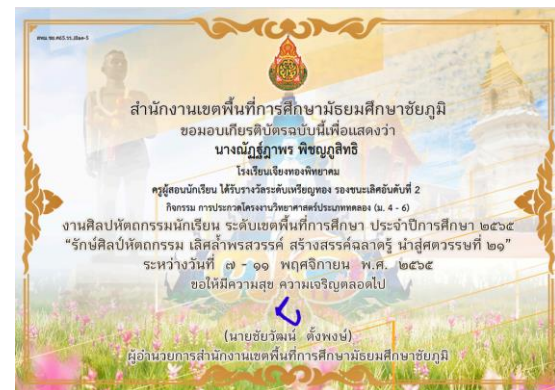 สำนักงานเขตพื้นที่การศึกษามัธยมศึกษาชัยภูมิ
ขอมอบเกียรติบัตรฉบับนี้เพื่อแสดงว่า
นางณัฏฐ์ฎาพร พิชญภูสิทธิ
โรงเรียนเจียงทองพิทยาคม
ครูผู้สอนนักเรียน ได้รับรางวัลระดับเหรียญทอง รองชนะเลิศอันดับที่ 2
กิจกรรม การประกวดโครงงานวิทยาศาสตร์ประเภททดลอง (ม. 4 - 6)
งานศิลปหัตถกรรมนักเรียน ระดับเขตพื้นที่การศึกษา ประจำปีการศึกษา ๒๕๖๕
“รักษ์ศิลป์หัตถกรรม เลิศล้ำพรสวรรค์ สร้างสรรค์ฉลาดรู้ นำสู่ศตวรรษที่ ๒๑”
ระหว่างวันที่ ๗ - ๑๑ พฤศจิกายน พ.ศ. ๒๕๖๕
ขอให้มีความสุข ความเจริญตลอดไป
(นายชัยวัฒน์ ตั้งพงษ์)
ผู้อำนวยการสำนักงานเขตพื้นที่การศึกษามัธยมศึกษาชัยภูมิ